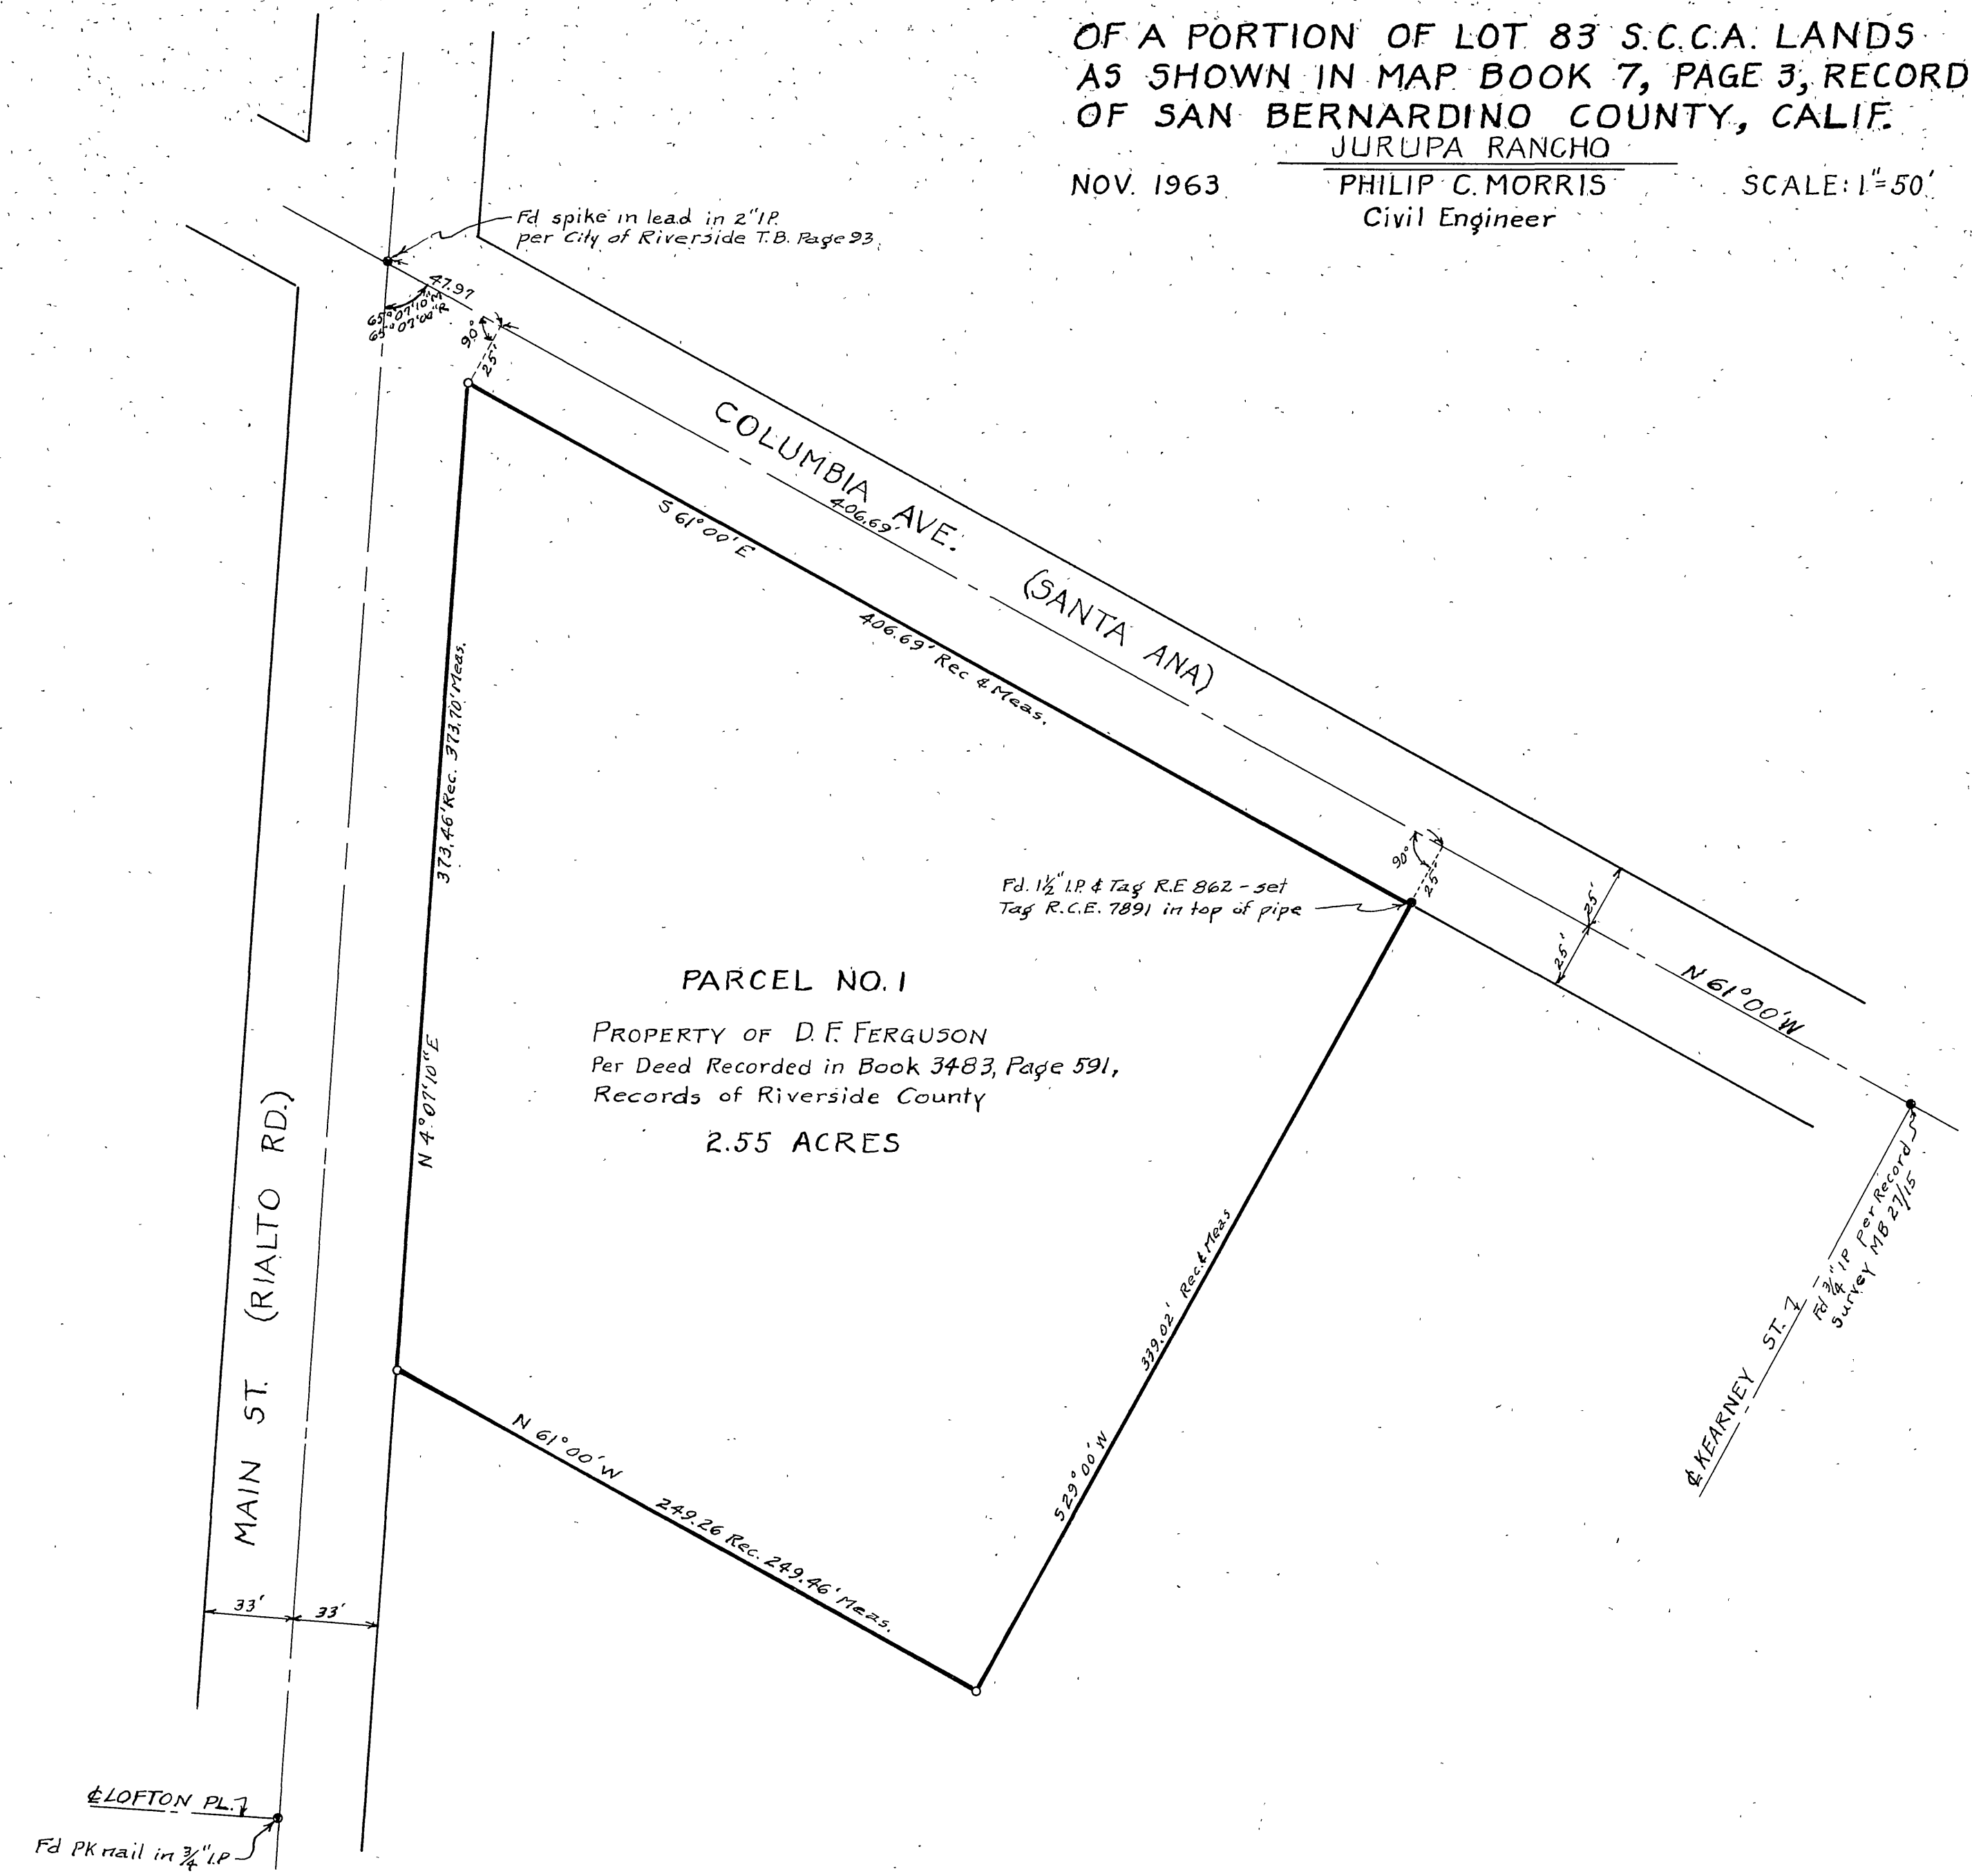 OF A PORTION OF LOT 83 S.C.C.A. LANDS
AS SHOWN IN MAP BOOK 7, PAGE 3, RECORD
OF SAN BERNARDINO COUNTY, CALIF.
JURUPA RANCHO
NOV. 1963 PHILIP C. MORRIS SCALE: 1"=50'
Civil Engineer
Fd spike in lead in 2" I.P.
per City of Riverside T.B. Page 93
47.97
65°07'10"M
65°07'00"R
90°
25'
COLUMBIA AVE. (SANTA ANA)
406.69'
S 61°00' E
406.69' Rec & Meas.
373.46' Rec. 373.70' Meas.
N 4°07'10" E
90°
25'
Fd. 1½" I.P. & Tag R.E 862 - set
Tag R.C.E. 7891 in top of pipe
25'
25'
N 61°00' W
PARCEL NO. 1
PROPERTY OF D. F. FERGUSON
Per Deed Recorded in Book 3483, Page 591,
Records of Riverside County
2.55 ACRES
Fd ¾" IP per Record
Survey MB 27/15
℄ KEARNEY ST.
339.02' Rec. & Meas
S 29°00' W
MAIN ST. (RIALTO RD.)
N 61°00' W
249.26 Rec. 249.46' Meas.
33'
33'
℄ LOFTON PL.
Fd PK nail in ¾" I.P